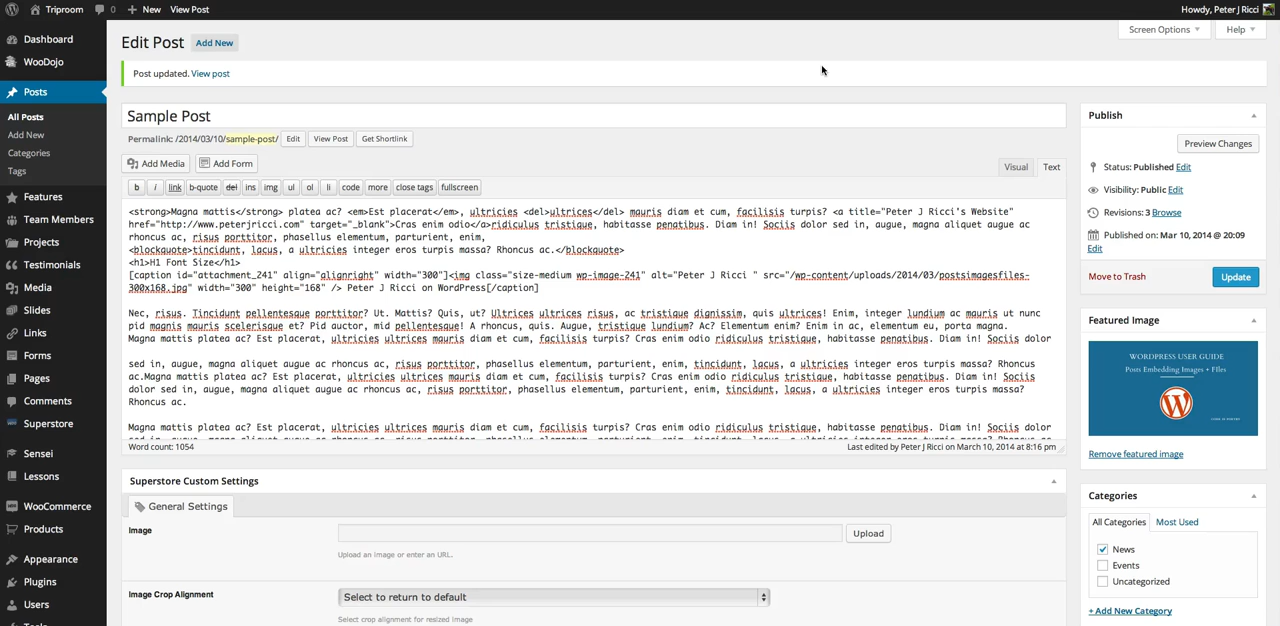 Triproom 0 New View Post Howdy, Peter J Ricci
Screen Options Help
Dashboard
WooDojo
Posts
All Posts
Add New
Categories
Tags
Features
Team Members
Projects
Testimonials
Media
Slides
Links
Forms
Pages
Comments
Superstore
Sensei
Lessons
WooCommerce
Products
Appearance
Plugins
Users
Edit Post Add New
Post updated. View post
Sample Post
Permalink: /2014/03/10/sample-post/ Edit View Post Get Shortlink
Add Media Add Form Visual Text
b i link b-quote del ins img ul ol li code more close tags fullscreen
<strong>Magna mattis</strong> platea ac? <em>Est placerat</em>, ultricies <del>ultrices</del> mauris diam et cum, facilisis turpis? <a title="Peter J Ricci's Website"
href="http://www.peterjricci.com" target="_blank">Cras enim odio</a>ridiculus tristique, habitasse penatibus. Diam in! Sociis dolor sed in, augue, magna aliquet augue ac
rhoncus ac, risus porttitor, phasellus elementum, parturient, enim,
<blockquote>tincidunt, lacus, a ultricies integer eros turpis massa? Rhoncus ac.</blockquote>
<h1>H1 Font Size</h1>
[caption id="attachment_241" align="alignright" width="300"]<img class="size-medium wp-image-241" alt="Peter J Ricci " src="/wp-content/uploads/2014/03/postsimagesfiles-
300x168.jpg" width="300" height="168" /> Peter J Ricci on WordPress[/caption]
Nec, risus. Tincidunt pellentesque porttitor? Ut. Mattis? Quis, ut? Ultrices ultrices risus, ac tristique dignissim, quis ultrices! Enim, integer lundium ac mauris ut nunc
pid magnis mauris scelerisque et? Pid auctor, mid pellentesque! A rhoncus, quis. Augue, tristique lundium? Ac? Elementum enim? Enim in ac, elementum eu, porta magna.
Magna mattis platea ac? Est placerat, ultricies ultrices mauris diam et cum, facilisis turpis? Cras enim odio ridiculus tristique, habitasse penatibus. Diam in! Sociis dolor
sed in, augue, magna aliquet augue ac rhoncus ac, risus porttitor, phasellus elementum, parturient, enim, tincidunt, lacus, a ultricies integer eros turpis massa? Rhoncus
ac.Magna mattis platea ac? Est placerat, ultricies ultrices mauris diam et cum, facilisis turpis? Cras enim odio ridiculus tristique, habitasse penatibus. Diam in! Sociis
dolor sed in, augue, magna aliquet augue ac rhoncus ac, risus porttitor, phasellus elementum, parturient, enim, tincidunt, lacus, a ultricies integer eros turpis massa?
Rhoncus ac.
Magna mattis platea ac? Est placerat, ultricies ultrices mauris diam et cum, facilisis turpis? Cras enim odio ridiculus tristique, habitasse penatibus. Diam in! Sociis dolor
Word count: 1054 Last edited by Peter J Ricci on March 10, 2014 at 8:16 pm
Superstore Custom Settings
General Settings
Image Upload
Upload an image or enter an URL.
Image Crop Alignment Select to return to default
Select crop alignment for resized image
Publish
Preview Changes
Status: Published Edit
Visibility: Public Edit
Revisions: 3 Browse
Published on: Mar 10, 2014 @ 20:09
Edit
Move to Trash Update
Featured Image
WORDPRESS USER GUIDE
Posts Embedding Images + Files
Remove featured image
Categories
All Categories Most Used
News
Events
Uncategorized
+ Add New Category